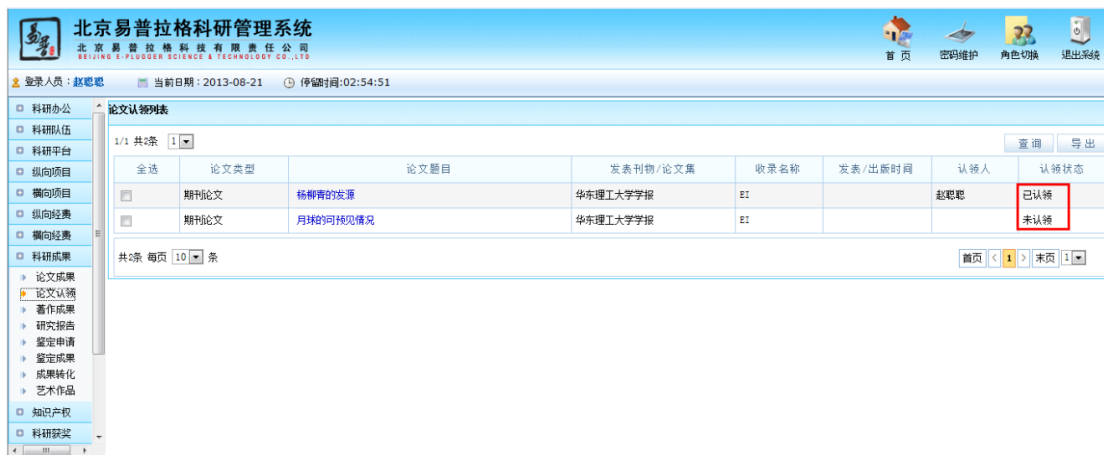 易普
北京易普拉格科研管理系统
北京易普拉格科技有限责任公司
BEIJING E-PLUGGER SCIENCE & TECHNOLOGY CO.,LTD
首 页 密码维护 角色切换 退出系统
登录人员：赵聪聪 当前日期：2013-08-21 停留时间:02:54:51
科研办公
科研队伍
科研平台
纵向项目
横向项目
纵向经费
横向经费
科研成果
论文成果
论文认领
著作成果
研究报告
鉴定申请
鉴定成果
成果转化
艺术作品
知识产权
科研获奖
论文认领列表
1/1 共2条 1
查 询 导 出
全选 论文类型 论文题目 发表刊物/论文集 收录名称 发表/出版时间 认领人 认领状态
期刊论文 杨柳青的发源 华东理工大学学报 EI 赵聪聪 已认领
期刊论文 月球的可预见情况 华东理工大学学报 EI 未认领
共2条 每页 10 条
首页 < 1 > 末页 1